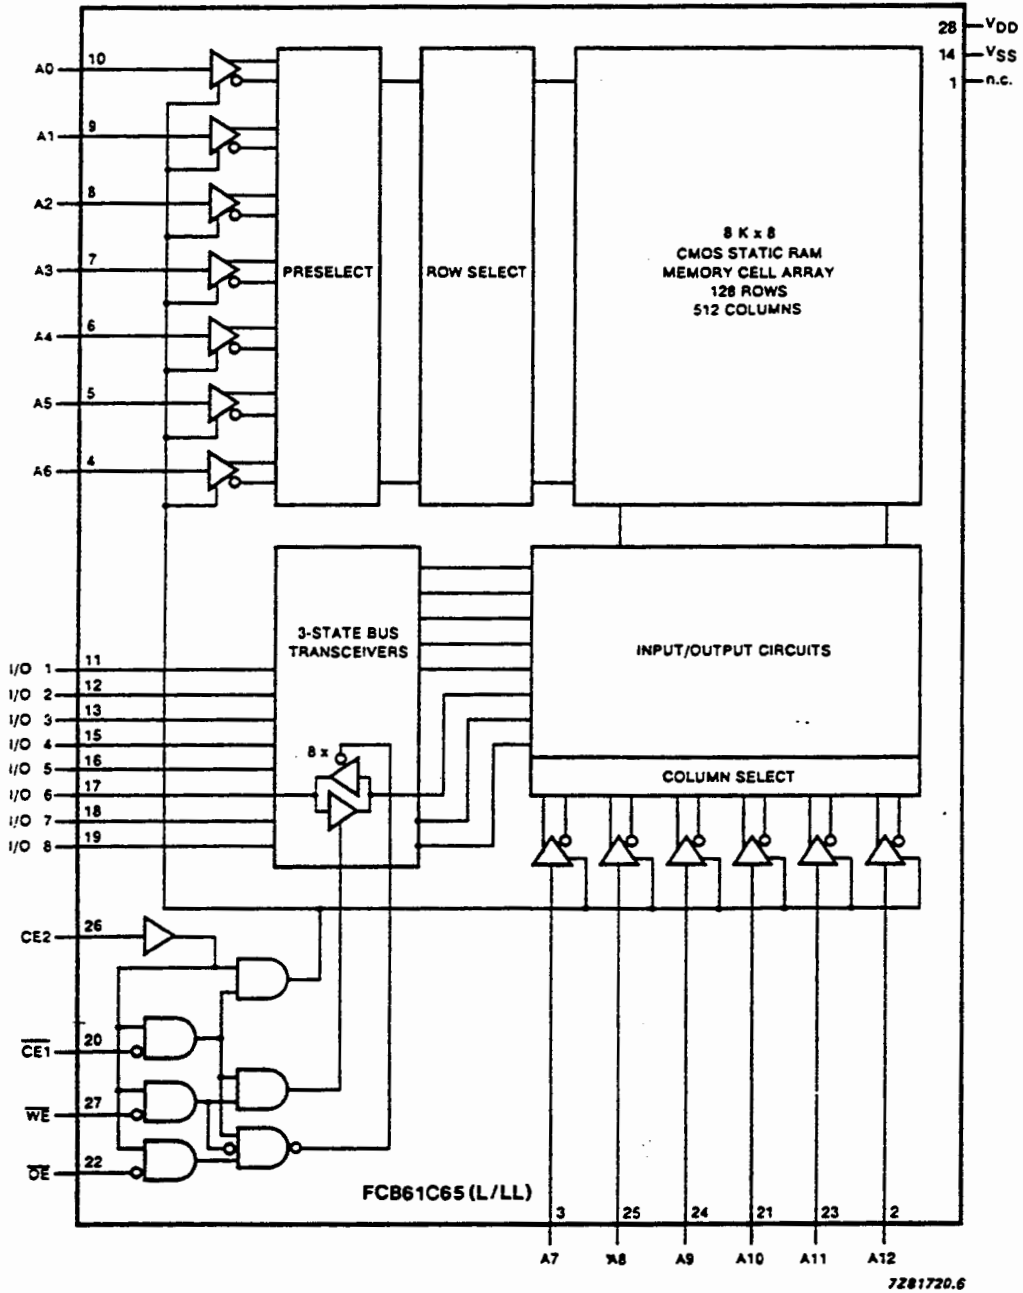 28 VDD
14 VSS
1 n.c.
A0 10
A1 9
A2 8
A3 7
A4 6
A5 5
A6 4
PRESELECT
ROW SELECT
8 K x 8
CMOS STATIC RAM
MEMORY CELL ARRAY
128 ROWS
512 COLUMNS
3-STATE BUS
TRANSCEIVERS
8 x
INPUT/OUTPUT CIRCUITS
COLUMN SELECT
I/O 1 11
I/O 2 12
I/O 3 13
I/O 4 15
I/O 5 16
I/O 6 17
I/O 7 18
I/O 8 19
CE2 26
CE1 20
WE 27
OE 22
FCB61C65 (L/LL)
3 25 24 21 23 2
A7 A8 A9 A10 A11 A12
7Z81720.6